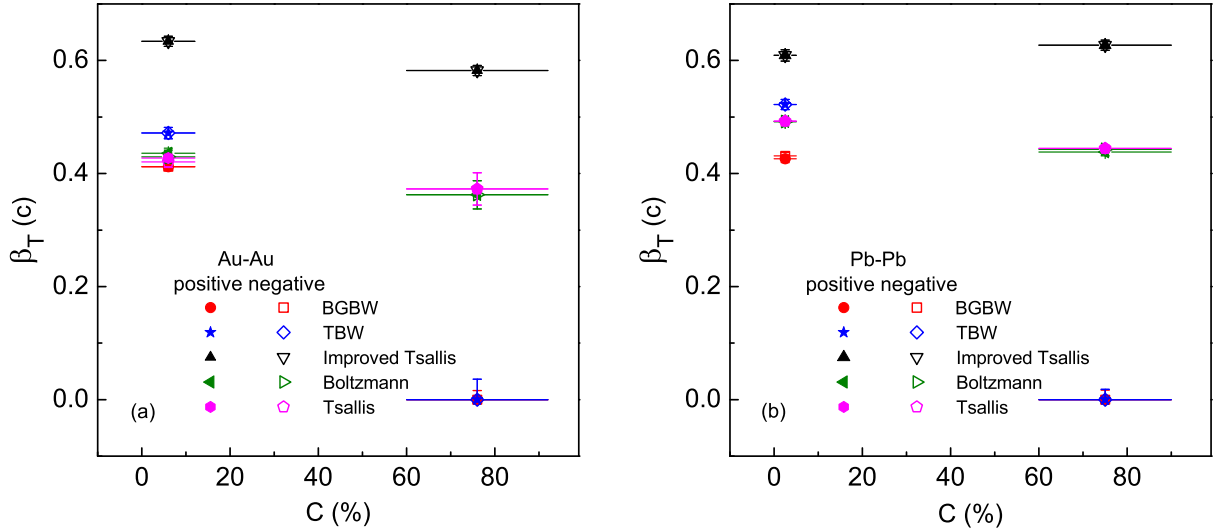 0.6
0.4
0.2
0.0
β_T (c)
Au-Au
positive negative
BGBW
TBW
Improved Tsallis
Boltzmann
Tsallis
(a)
0 20 40 60 80
C (%)
0.6
0.4
0.2
0.0
β_T (c)
Pb-Pb
positive negative
BGBW
TBW
Improved Tsallis
Boltzmann
Tsallis
(b)
0 20 40 60 80
C (%)